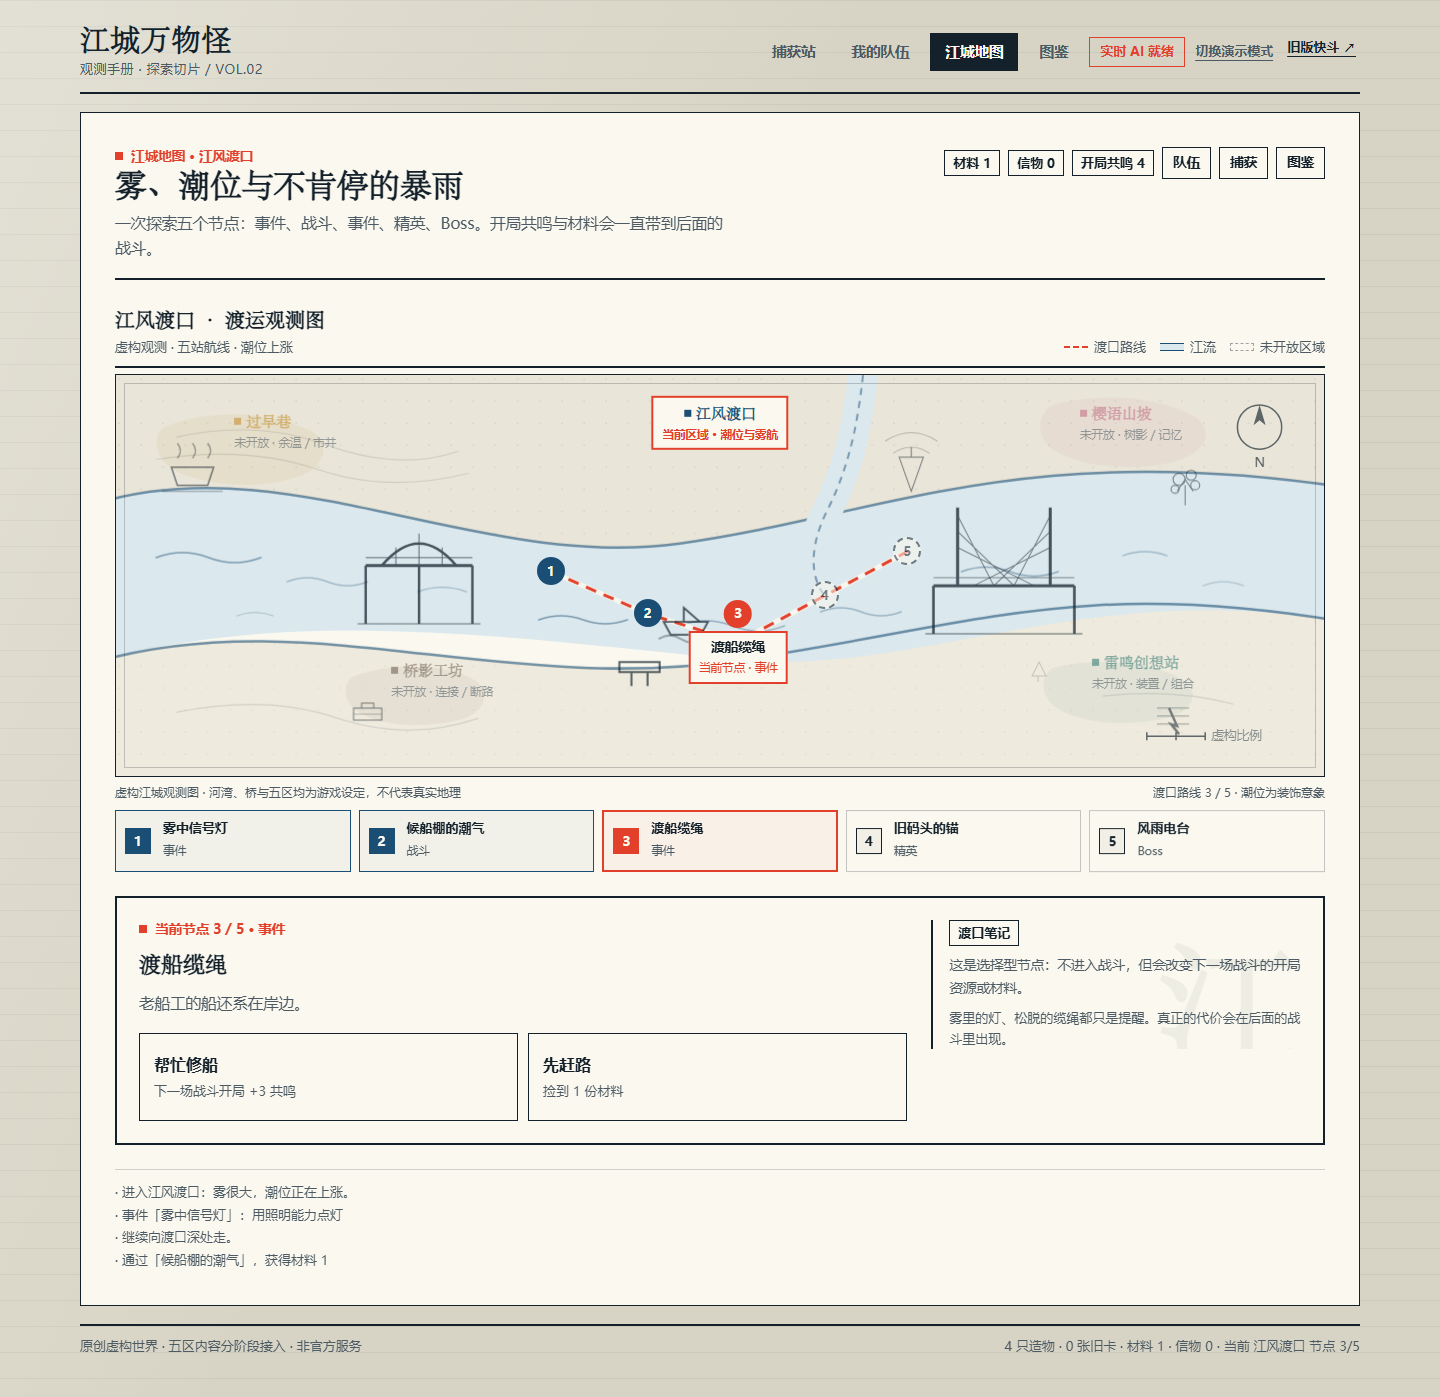 江城万物怪
观测手册 · 探索切片 / VOL.02
捕获站
我的队伍
江城地图
图鉴
实时 AI 就绪
切换演示模式
旧版快斗 ↗
江城地图 • 江风渡口
雾、潮位与不肯停的暴雨
一次探索五个节点：事件、战斗、事件、精英、Boss。开局共鸣与材料会一直带到后面的
战斗。
材料 1
信物 0
开局共鸣 4
队伍
捕获
图鉴
江风渡口 · 渡运观测图
虚构观测 · 五站航线 · 潮位上涨
渡口路线
江流
未开放区域
过早巷
未开放 · 余温 / 市井
江风渡口
当前区域 • 潮位与雾航
樱语山坡
未开放 · 树影 / 记忆
N
1
2
3
4
5
渡船缆绳
当前节点 · 事件
桥影工坊
未开放 · 连接 / 断路
雷鸣创想站
未开放 · 装置 / 组合
虚构比例
虚构江城观测图 · 河湾、桥与五区均为游戏设定，不代表真实地理
渡口路线 3 / 5 · 潮位为装饰意象
1
雾中信号灯
事件
2
候船棚的潮气
战斗
3
渡船缆绳
事件
4
旧码头的锚
精英
5
风雨电台
Boss
当前节点 3 / 5 • 事件
渡船缆绳
老船工的船还系在岸边。
帮忙修船
下一场战斗开局 +3 共鸣
先赶路
捡到 1 份材料
渡口笔记
这是选择型节点：不进入战斗，但会改变下一场战斗的开局
资源或材料。
雾里的灯、松脱的缆绳都只是提醒。真正的代价会在后面的战
斗里出现。
江
· 进入江风渡口：雾很大，潮位正在上涨。
· 事件「雾中信号灯」：用照明能力点灯
· 继续向渡口深处走。
· 通过「候船棚的潮气」，获得材料 1
原创虚构世界 · 五区内容分阶段接入 · 非官方服务
4 只造物 · 0 张旧卡 · 材料 1 · 信物 0 · 当前 江风渡口 节点 3/5